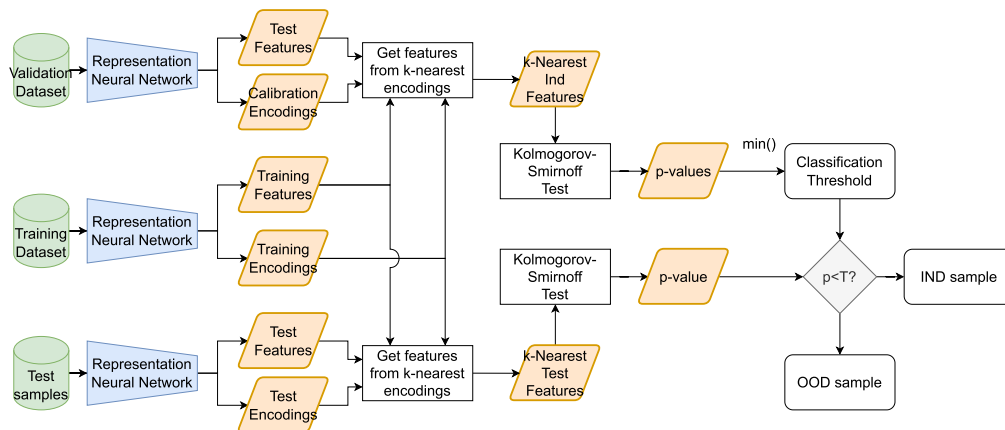 Validation
Dataset
Representation
Neural Network
Test
Features
Calibration
Encodings
Get features
from k-nearest
encodings
k-Nearest
Ind
Features
Kolmogorov-
Smirnoff
Test
p-values
min()
Classification
Threshold
Training
Dataset
Representation
Neural Network
Training
Features
Training
Encodings
Kolmogorov-
Smirnoff
Test
p-value
p<T?
IND sample
OOD sample
Test
samples
Representation
Neural Network
Test
Features
Test
Encodings
Get features
from k-nearest
encodings
k-Nearest
Test
Features